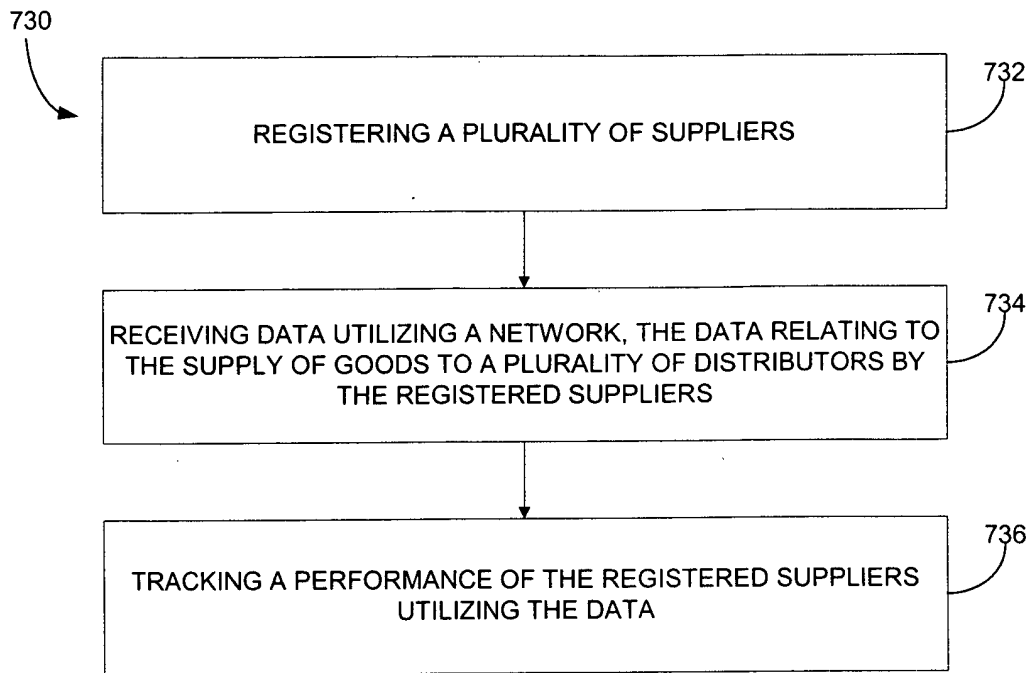 730
732
REGISTERING A PLURALITY OF SUPPLIERS
734
RECEIVING DATA UTILIZING A NETWORK, THE DATA RELATING TO
THE SUPPLY OF GOODS TO A PLURALITY OF DISTRIBUTORS BY
THE REGISTERED SUPPLIERS
736
TRACKING A PERFORMANCE OF THE REGISTERED SUPPLIERS
UTILIZING THE DATA